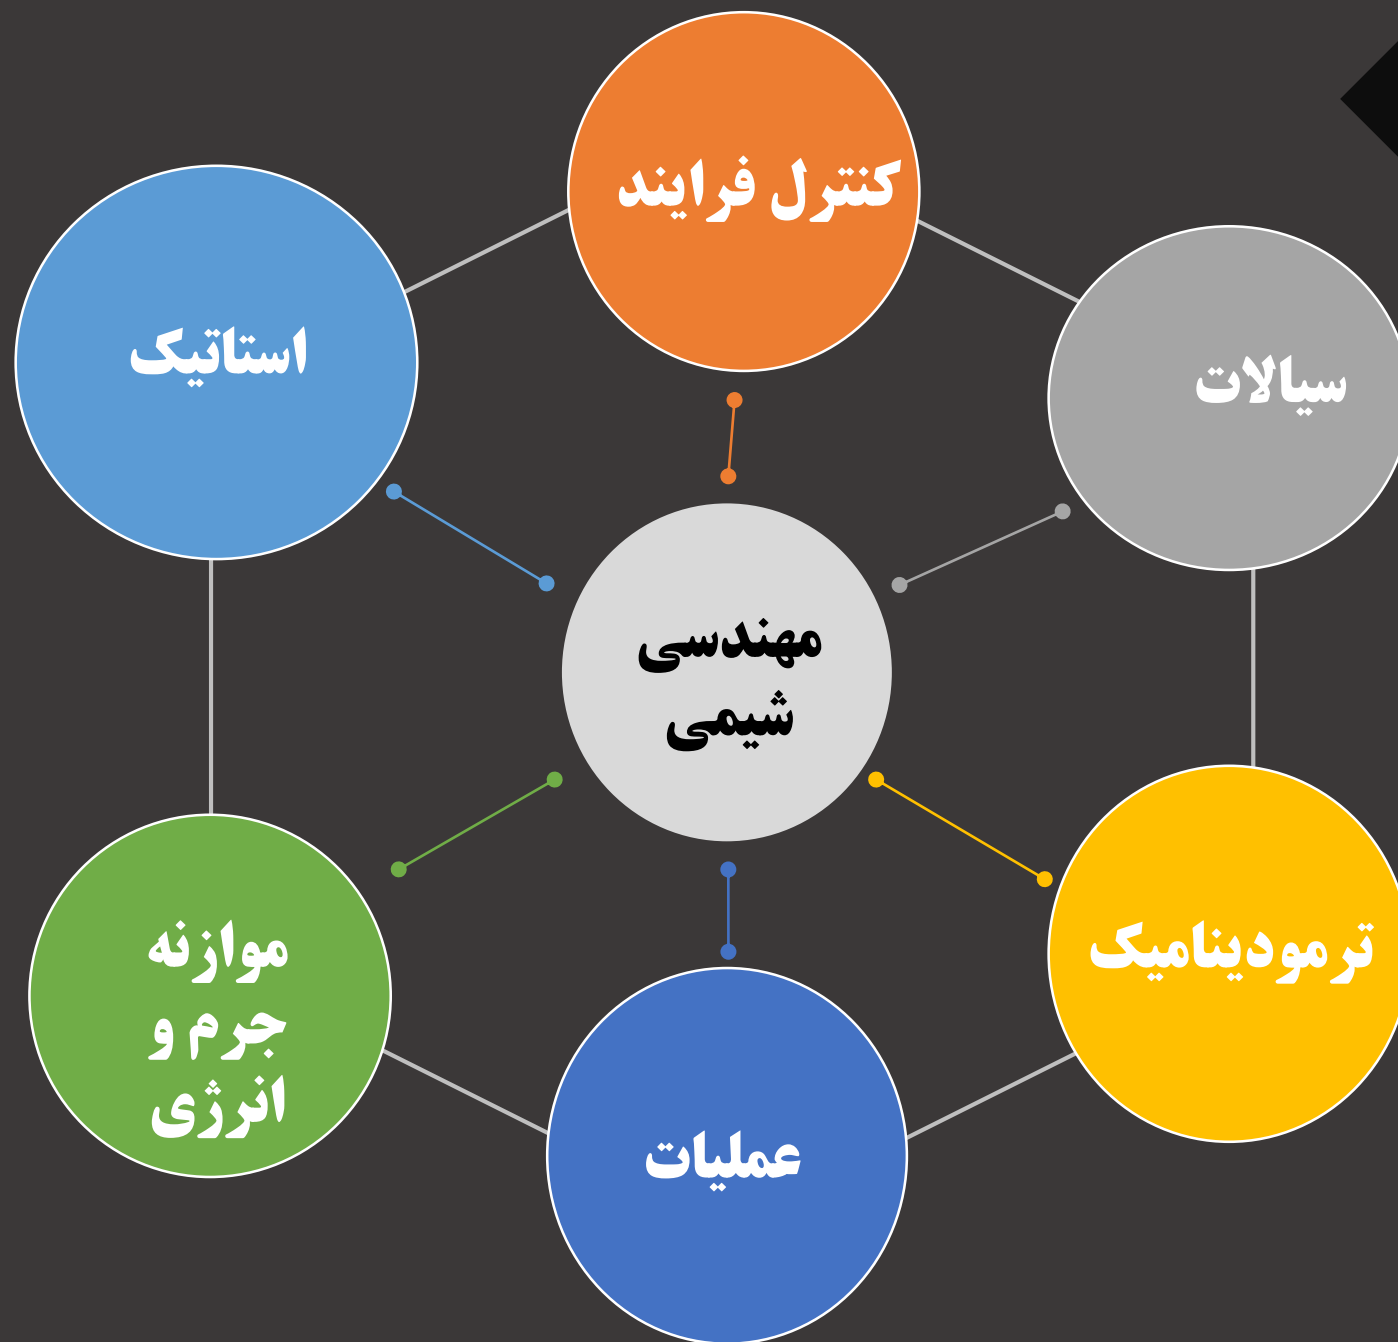 کنترل فرایند
استاتیک
سیالات
مهندسی
شیمی
موازنه
جرم و
انرژی
ترمودینامیک
عملیات